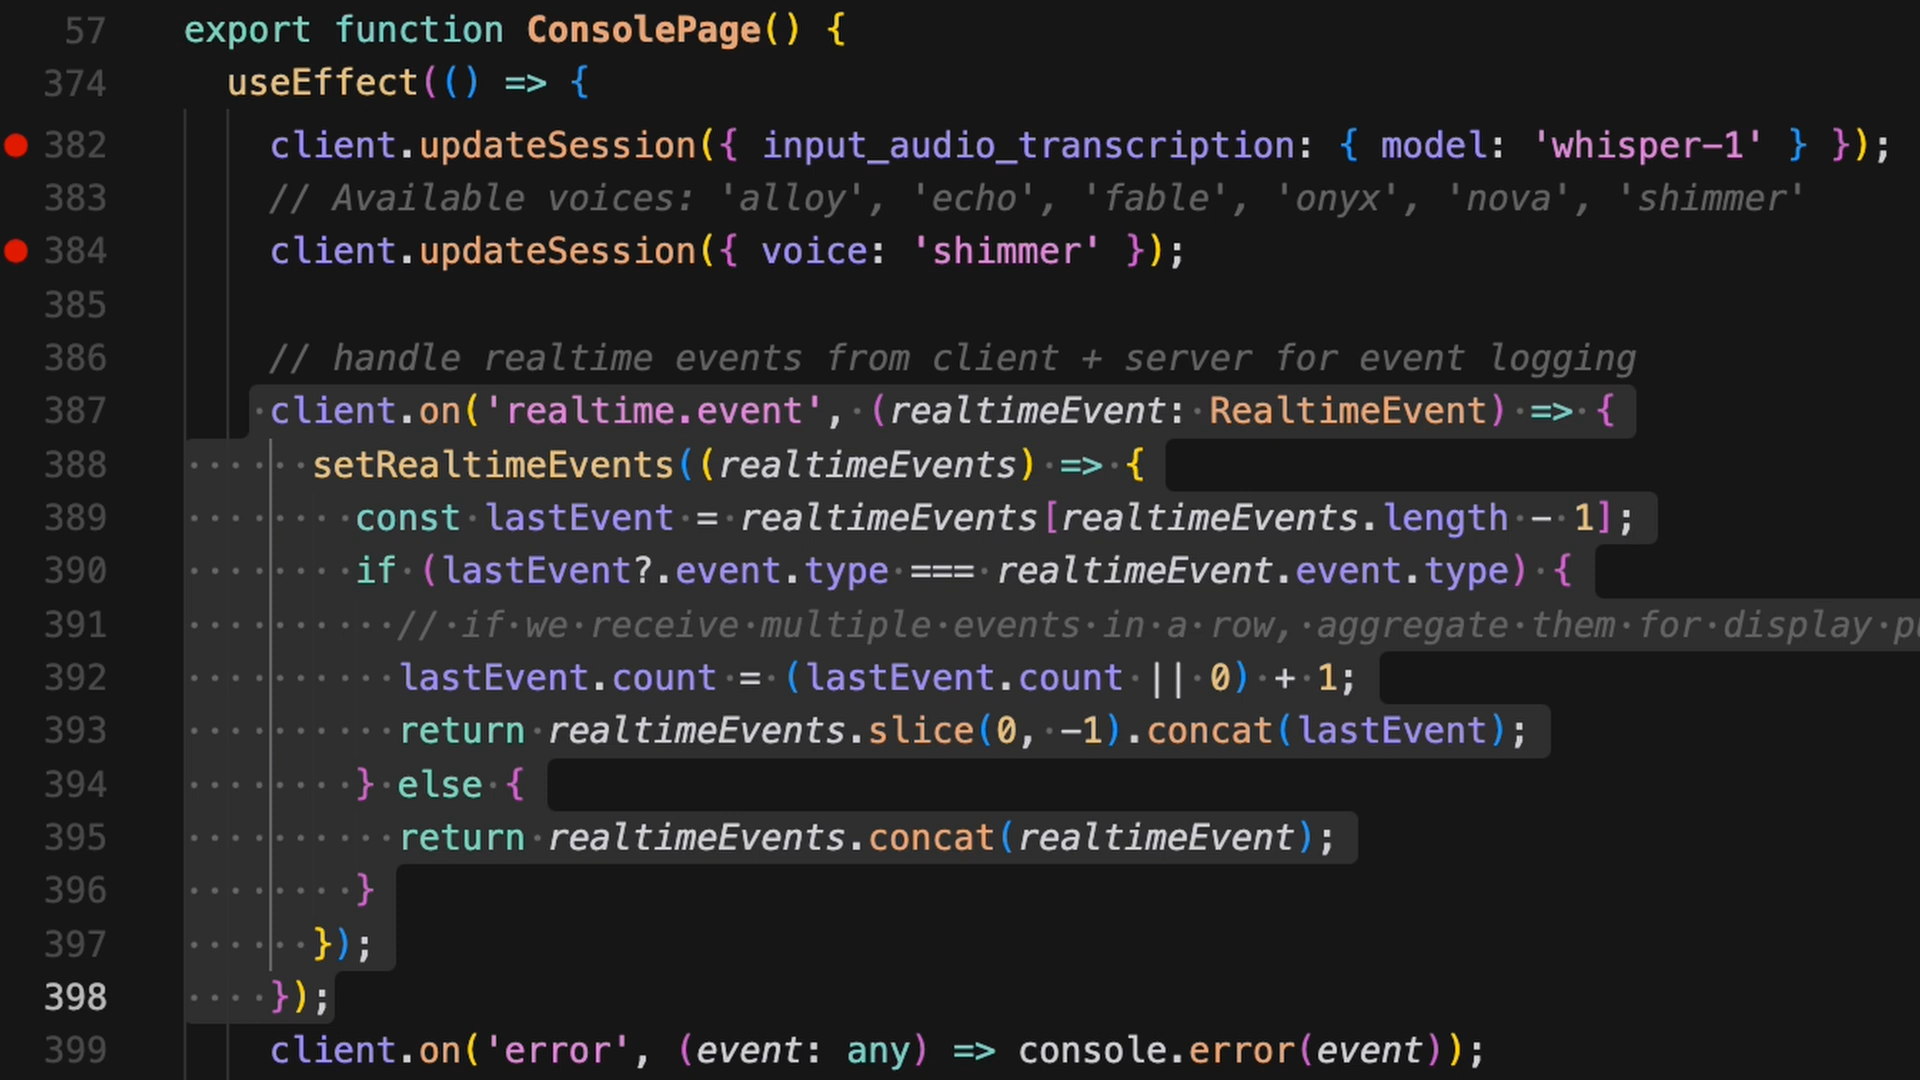 57 export function ConsolePage() {
374 useEffect(() => {
382 client.updateSession({ input_audio_transcription: { model: 'whisper-1' } });
383 // Available voices: 'alloy', 'echo', 'fable', 'onyx', 'nova', 'shimmer'
384 client.updateSession({ voice: 'shimmer' });
385
386 // handle realtime events from client + server for event logging
387 client.on('realtime.event', (realtimeEvent: RealtimeEvent) => {
388 setRealtimeEvents((realtimeEvents) => {
389 const lastEvent = realtimeEvents[realtimeEvents.length - 1];
390 if (lastEvent?.event.type === realtimeEvent.event.type) {
391 // if we receive multiple events in a row, aggregate them for display
392 lastEvent.count = (lastEvent.count || 0) + 1;
393 return realtimeEvents.slice(0, -1).concat(lastEvent);
394 } else {
395 return realtimeEvents.concat(realtimeEvent);
396 }
397 });
398 });
399 client.on('error', (event: any) => console.error(event));